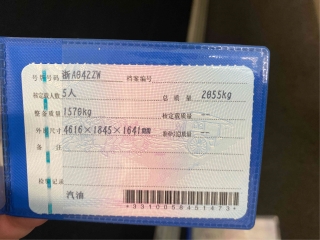 号牌号码 浙A042ZW 档案编号
核定载人数 5人 总质量 2055kg
整备质量 1570kg 核定载质量 --
外廓尺寸 4616×1845×1641mm 准牵引总质量 --
备注
检验记录
汽油
*3310058451473*